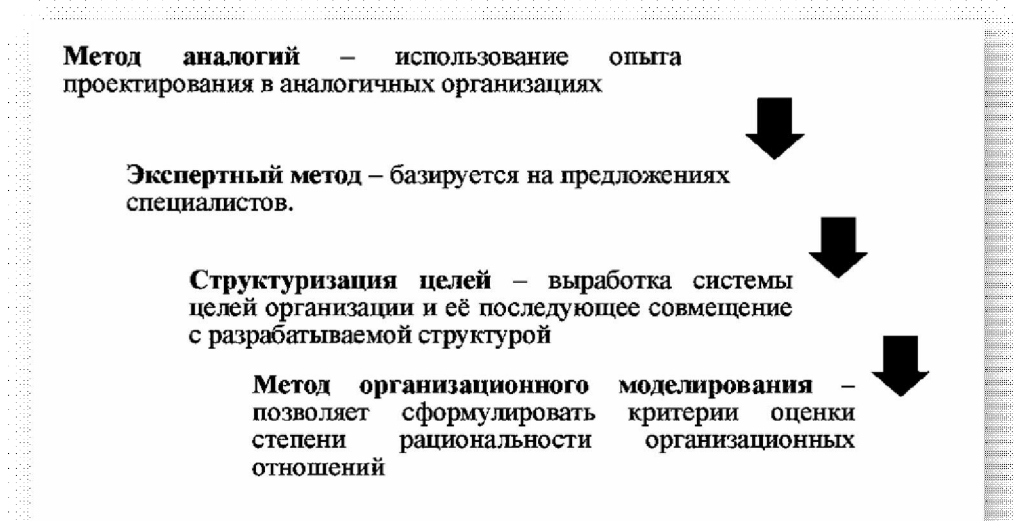 Метод аналогий – использование опыта
проектирования в аналогичных организациях
Экспертный метод – базируется на предложениях
специалистов.
Структуризация целей – выработка системы
целей организации и её последующее совмещение
с разрабатываемой структурой
Метод организационного моделирования –
позволяет сформулировать критерии оценки
степени рациональности организационных
отношений